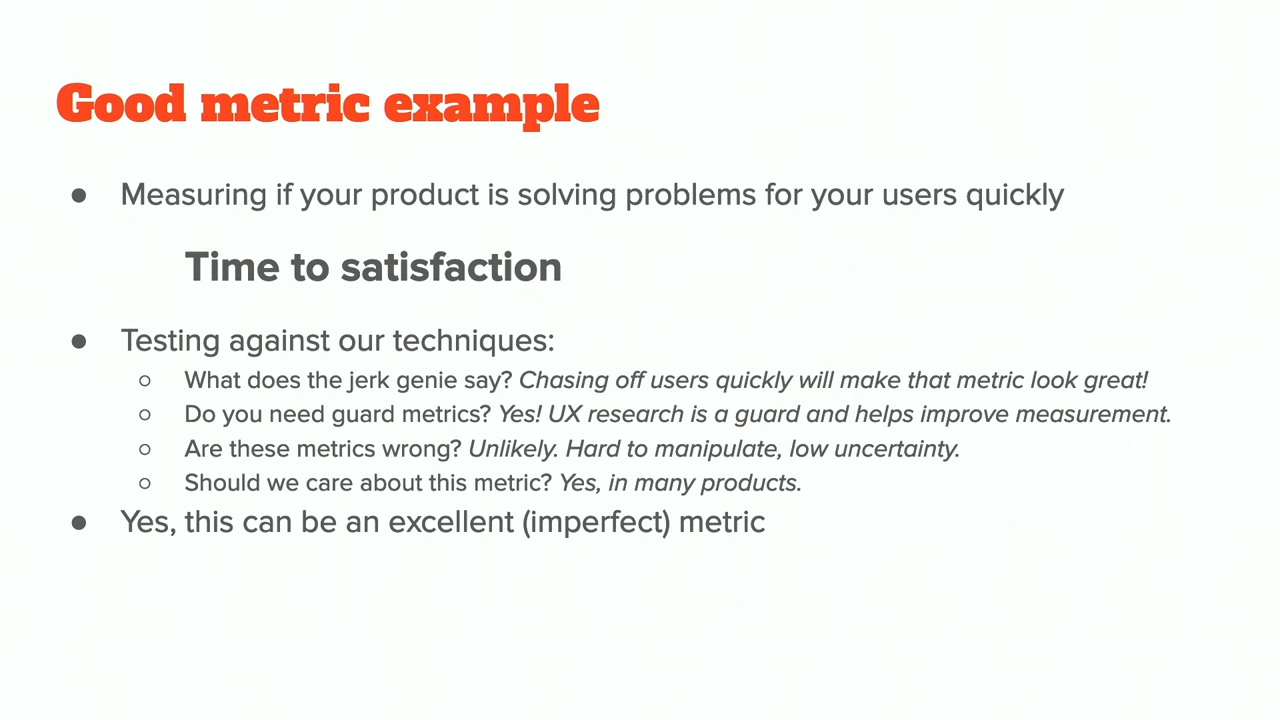 Good metric example
● Measuring if your product is solving problems for your users quickly
Time to satisfaction
● Testing against our techniques:
○ What does the jerk genie say? Chasing off users quickly will make that metric look great!
○ Do you need guard metrics? Yes! UX research is a guard and helps improve measurement.
○ Are these metrics wrong? Unlikely. Hard to manipulate, low uncertainty.
○ Should we care about this metric? Yes, in many products.
● Yes, this can be an excellent (imperfect) metric